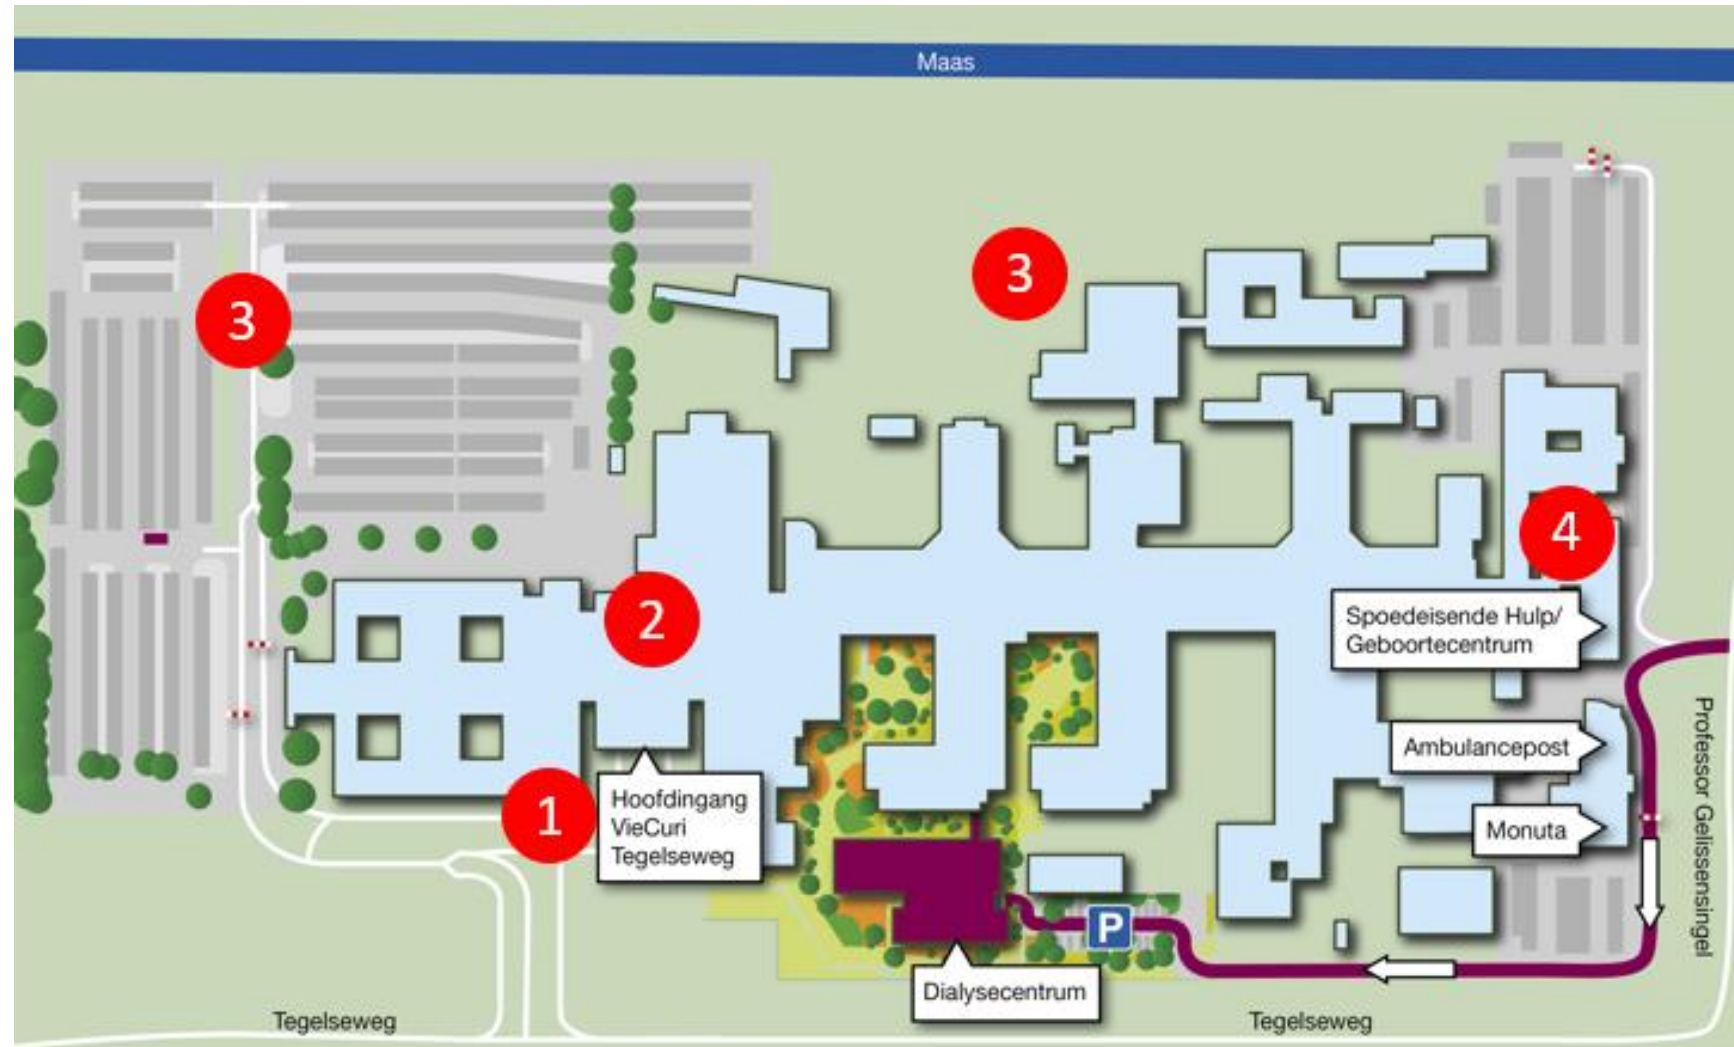 Maas
3
3
4
Spoedeisende Hulp/
Geboortecentrum
2
Professor Gelissensingel
Ambulancepost
1
Hoofdingang
VieCuri
Tegelseweg
Monuta
P
Dialysecentrum
Tegelseweg
Tegelseweg